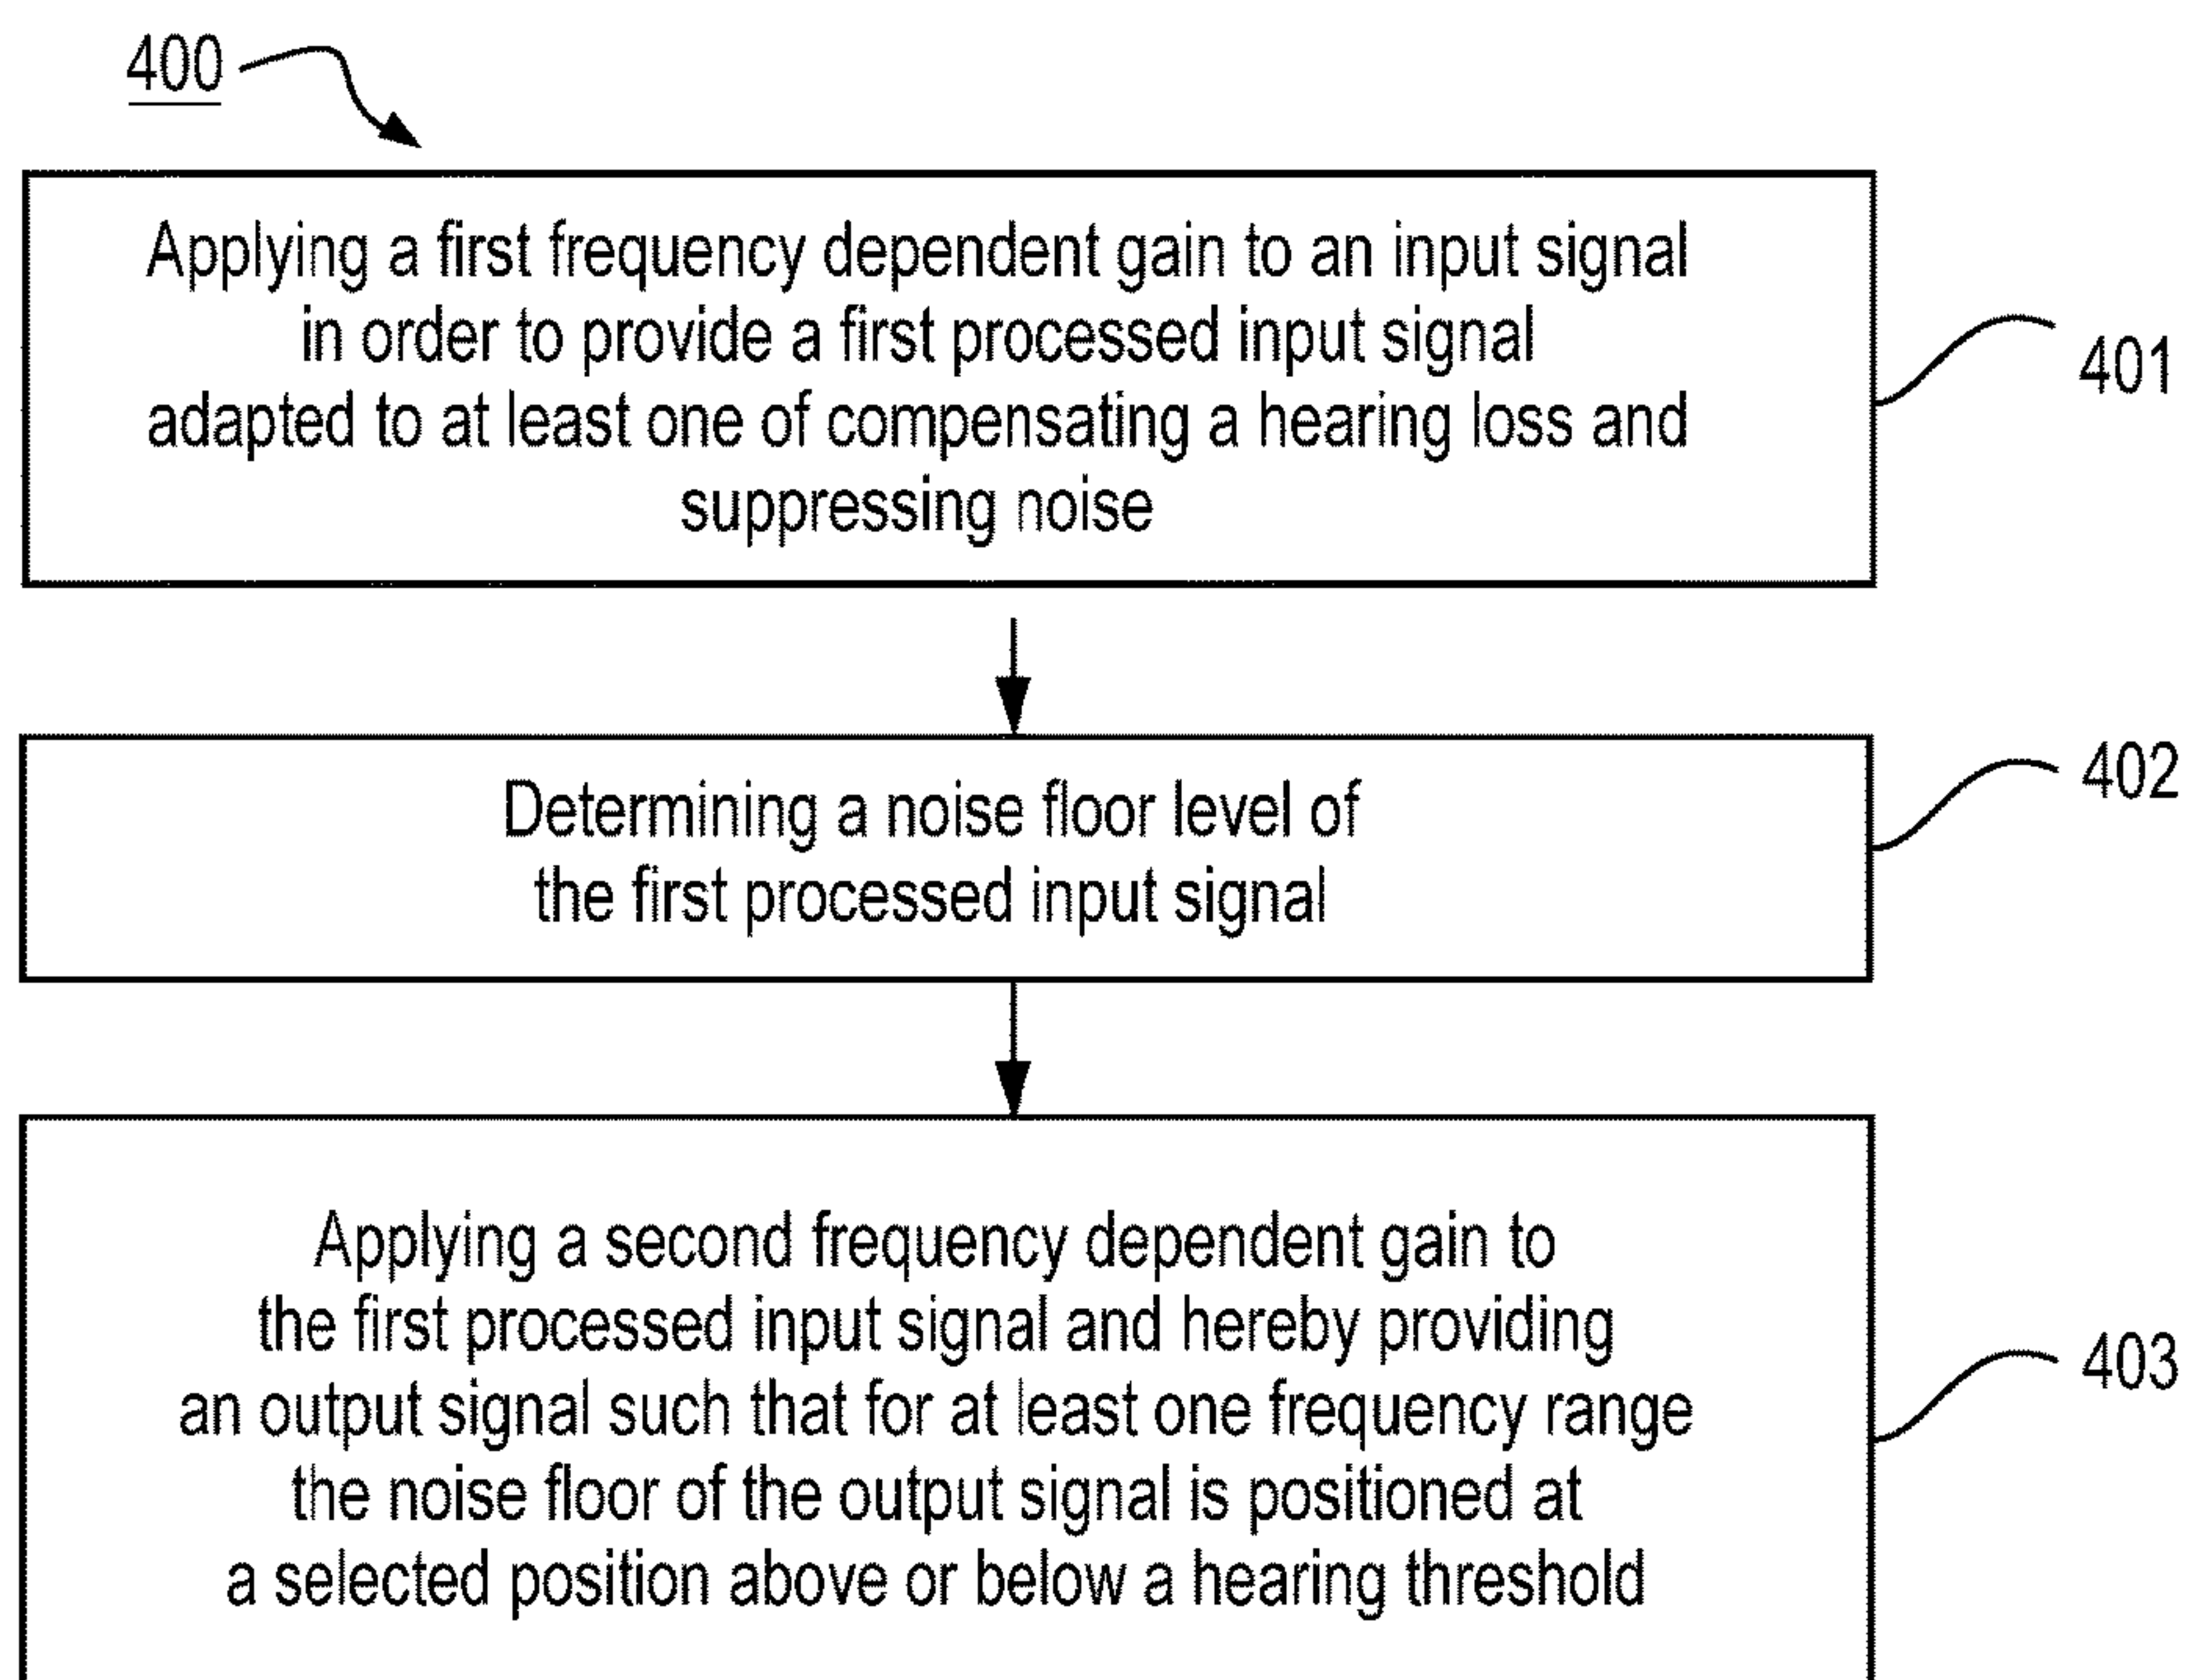 400
Applying a first frequency dependent gain to an input signal
in order to provide a first processed input signal
adapted to at least one of compensating a hearing loss and
suppressing noise
401
Determining a noise floor level of
the first processed input signal
402
Applying a second frequency dependent gain to
the first processed input signal and hereby providing
an output signal such that for at least one frequency range
the noise floor of the output signal is positioned at
a selected position above or below a hearing threshold
403